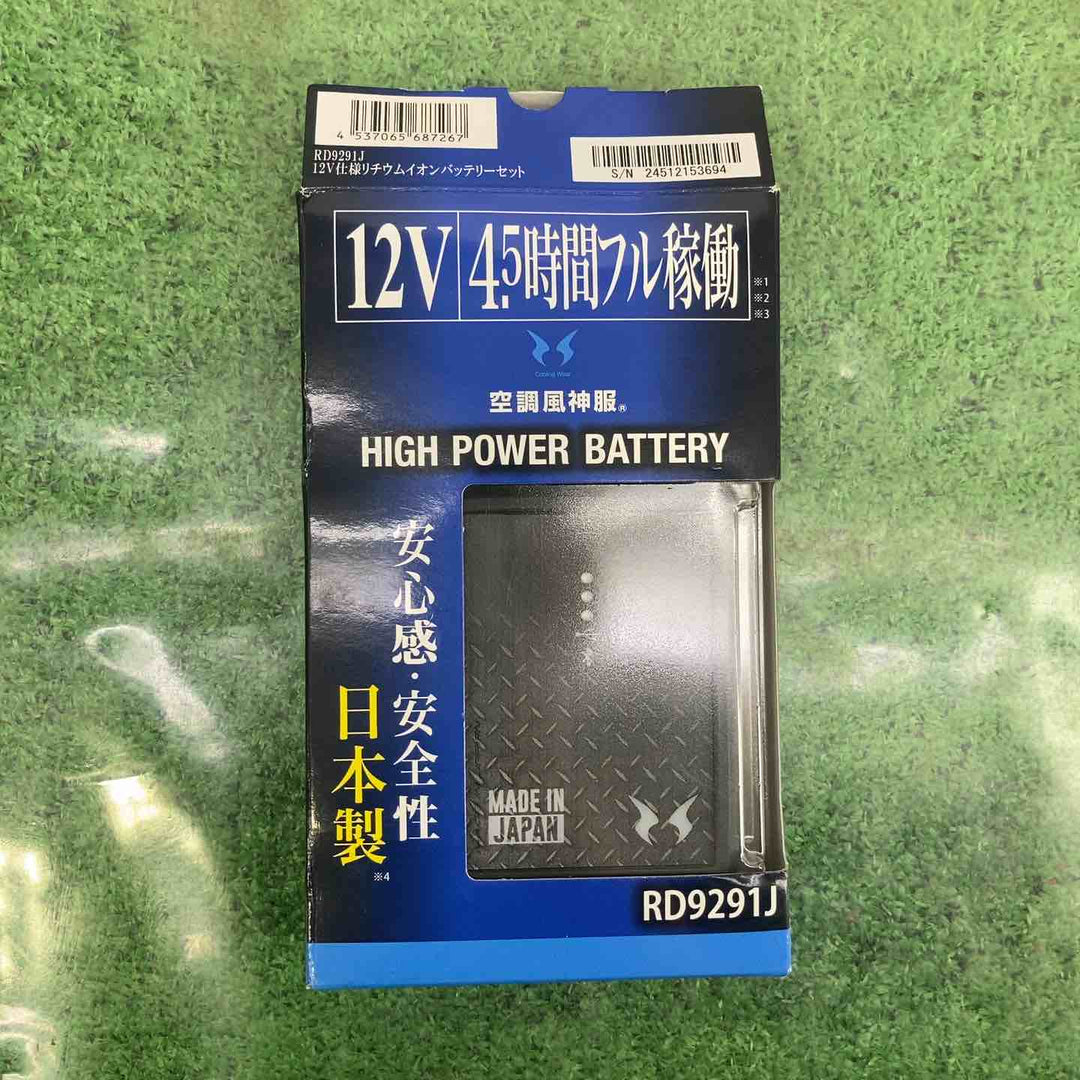 4 537065 687267
RD9291J
12V仕様リチウムイオンバッテリーセット
S/N 24512153694
12V 4.5時間フル稼働
※1
※2
※3
Cooling Wear
空調風神服®
HIGH POWER BATTERY
安心感・安全性
日本製
※4
MADE IN
JAPAN
RD9291J